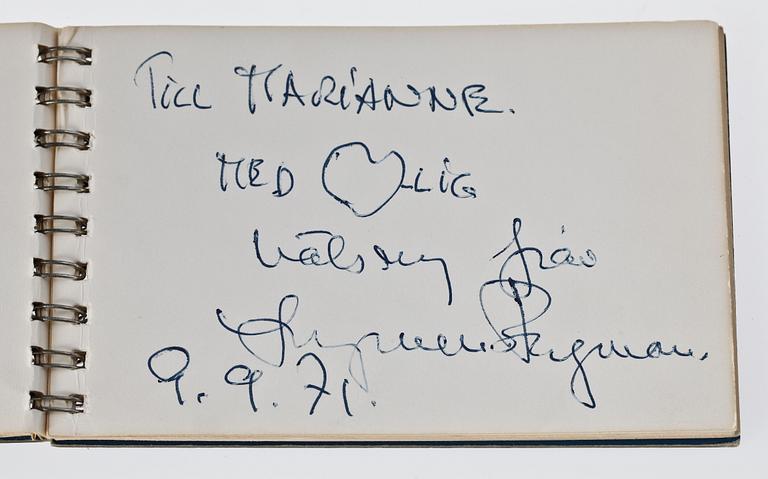 Till MARIANNE.
MED ♡LIG
hälsning från
Ingmar Bergman.
9.9.71.